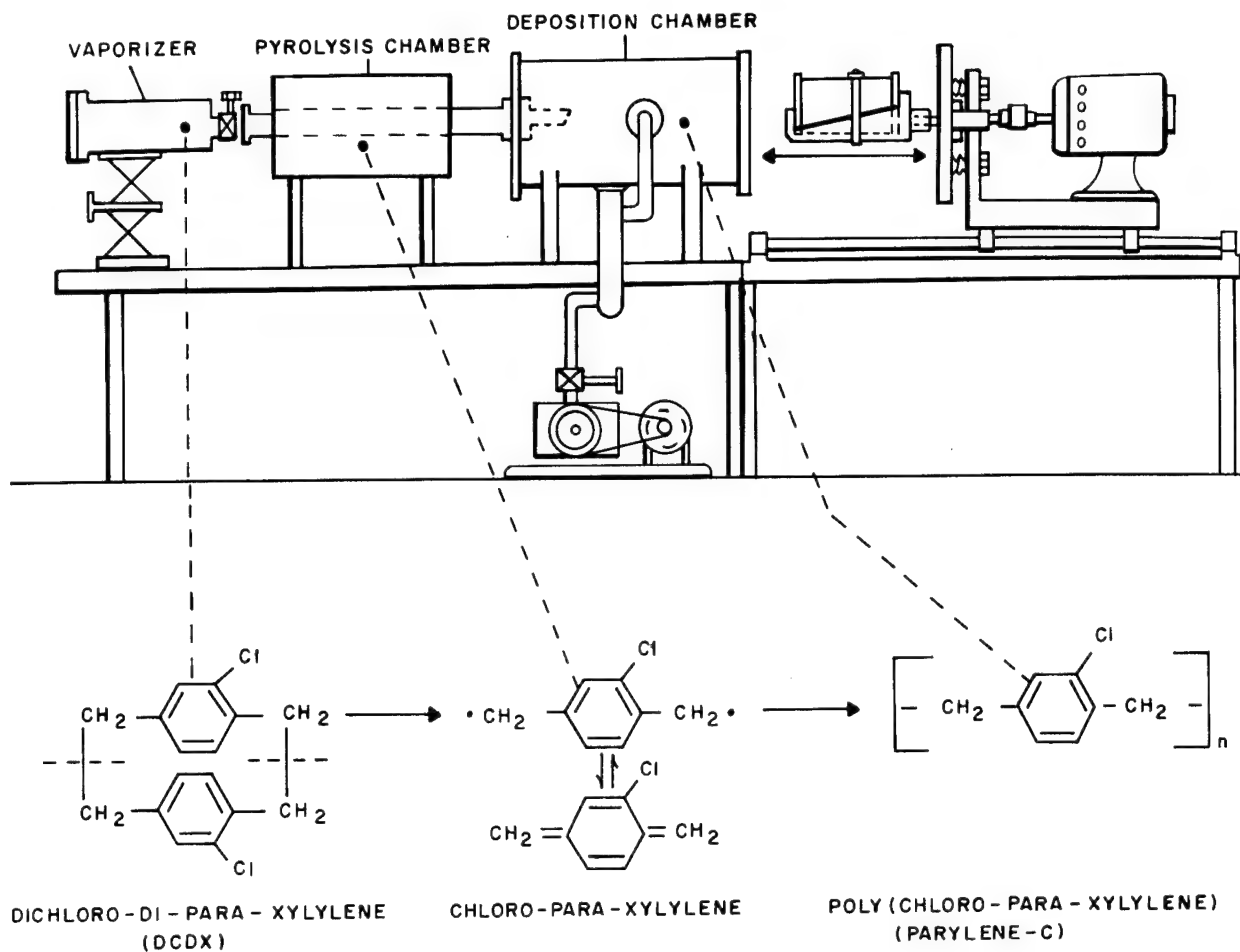 VAPORIZER
PYROLYSIS CHAMBER
DEPOSITION CHAMBER
Cl
CH2
CH2
CH2
CH2
Cl
Cl
•CH2
CH2•
Cl
CH2
CH2
Cl
CH2
CH2
n
DICHLORO-DI-PARA-XYLYLENE
(DCDX)
CHLORO-PARA-XYLYLENE
POLY(CHLORO-PARA-XYLYLENE)
(PARYLENE-C)